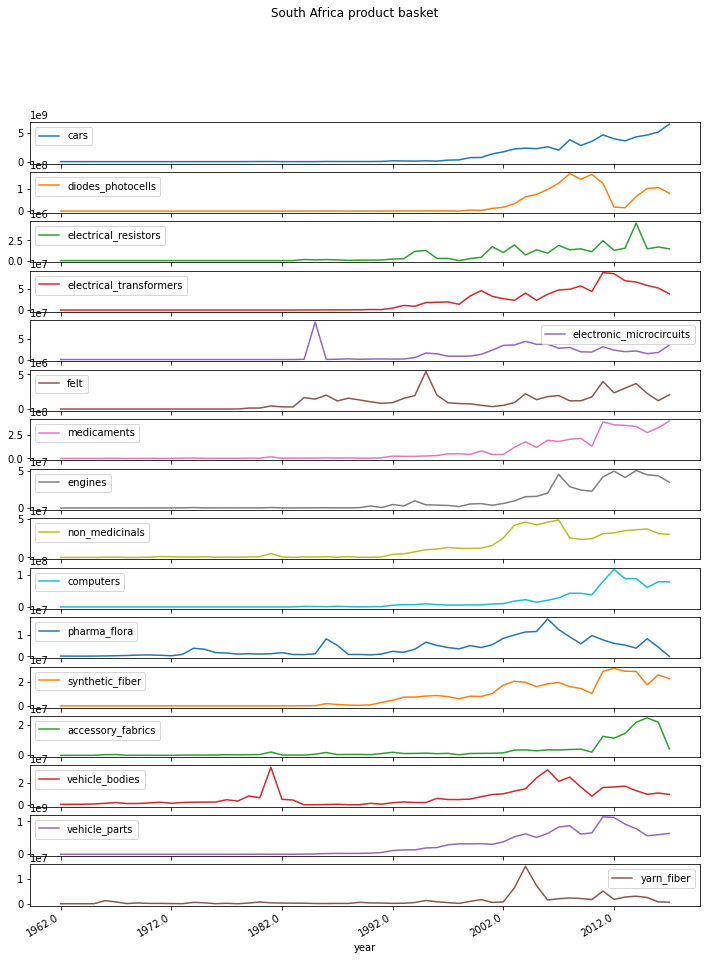 South Africa product basket
1e9
cars
5
0
1e8
diodes_photocells
1
0
1e6
electrical_resistors
2.5
0.0
1e7
electrical_transformers
5
0
1e7
electronic_microcircuits
5
0
1e6
felt
5
0
1e8
medicaments
2.5
0.0
1e7
engines
5
0
1e7
non_medicinals
5
0
1e8
computers
1
0
1e7
pharma_flora
1
0
1e7
synthetic_fiber
2
0
1e7
accessory_fabrics
2
0
1e7
vehicle_bodies
2
0
1e9
vehicle_parts
1
0
1e7
yarn_fiber
1
0
1962.0 1972.0 1982.0 1992.0 2002.0 2012.0
year